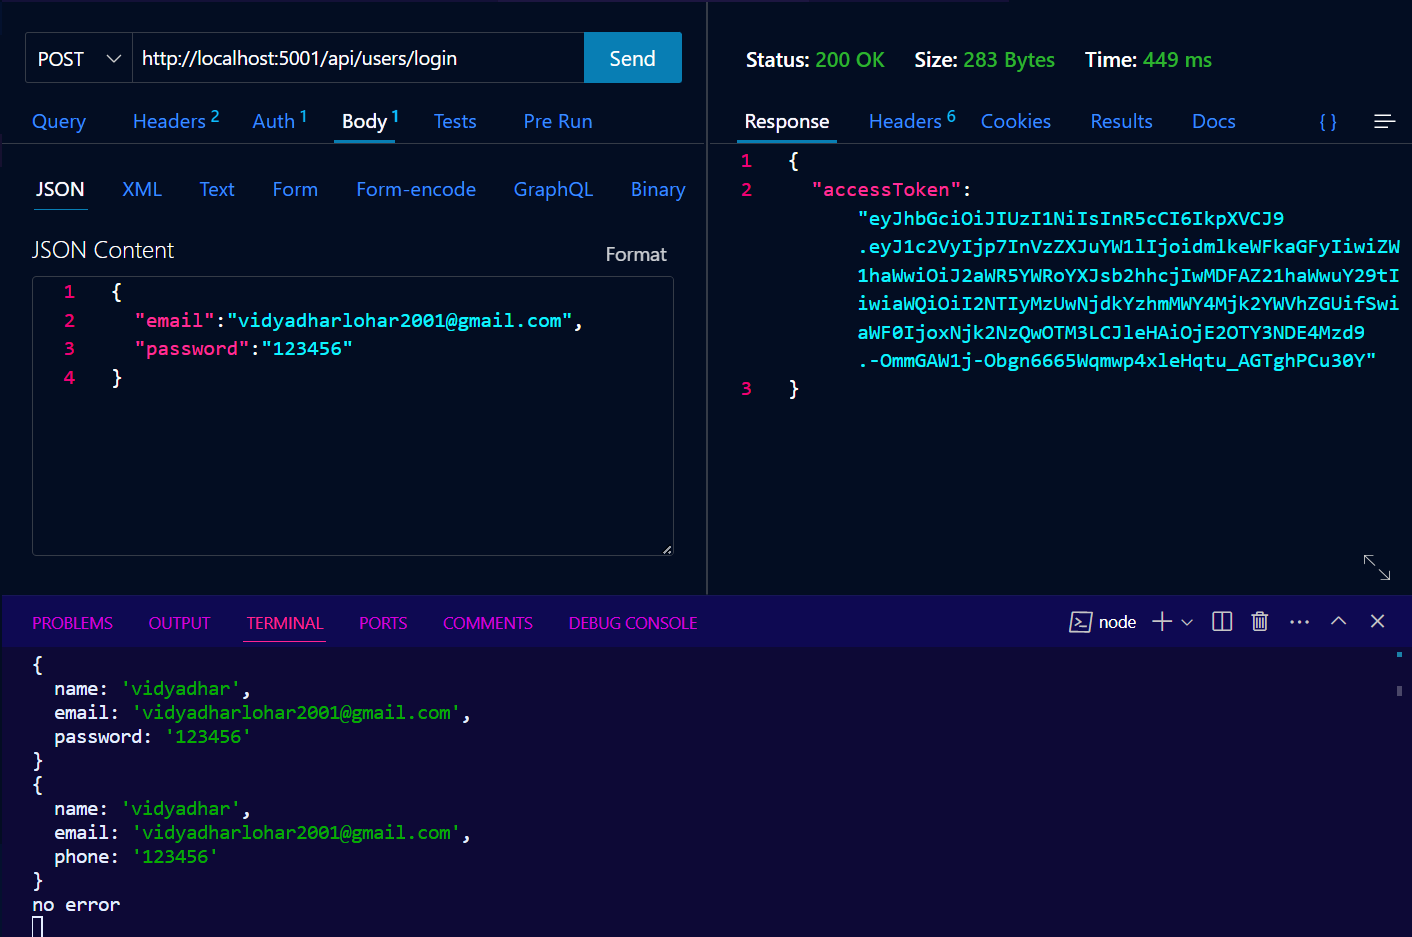 POST http://localhost:5001/api/users/login Send
Query Headers 2 Auth 1 Body 1 Tests Pre Run
JSON XML Text Form Form-encode GraphQL Binary
JSON Content Format
1 {
2 "email":"vidyadharlohar2001@gmail.com",
3 "password":"123456"
4 }
Status: 200 OK Size: 283 Bytes Time: 449 ms
Response Headers 6 Cookies Results Docs { }
1 {
2 "accessToken":
"eyJhbGciOiJIUzI1NiIsInR5cCI6IkpXVCJ9
.eyJ1c2VyIjp7InVzZXJuYW1lIjoidmlkeWFkaGFyIiwiZW
1haWwiOiJ2aWR5YWRoYXJsb2hhcjIwMDFAZ21haWwuY29tI
iwiaWQiOiI2NTIyMzUwNjdkYzhmMWY4Mjk2YWVhZGUifSwi
aWF0IjoxNjk2NzQwOTM3LCJleHAiOjE2OTY3NDE4Mzd9
.-OmmGAW1j-Obgn6665Wqmwp4xleHqtu_AGTghPCu30Y"
3 }
PROBLEMS OUTPUT TERMINAL PORTS COMMENTS DEBUG CONSOLE node
{
name: 'vidyadhar',
email: 'vidyadharlohar2001@gmail.com',
password: '123456'
}
{
name: 'vidyadhar',
email: 'vidyadharlohar2001@gmail.com',
phone: '123456'
}
no error